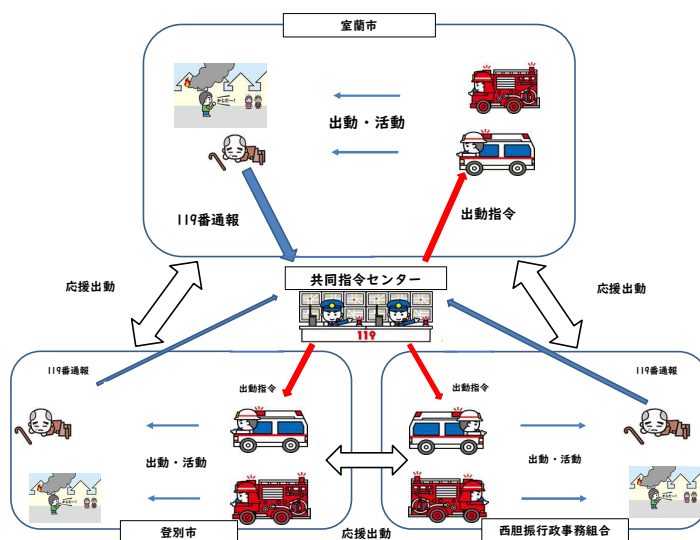 室蘭市
かじだー!
出動・活動
119番通報
出動指令
応援出動
共同指令センター
応援出動
119
119番通報
出動指令
出動指令
119番通報
出動・活動
出動・活動
登別市
応援出動
西胆振行政事務組合